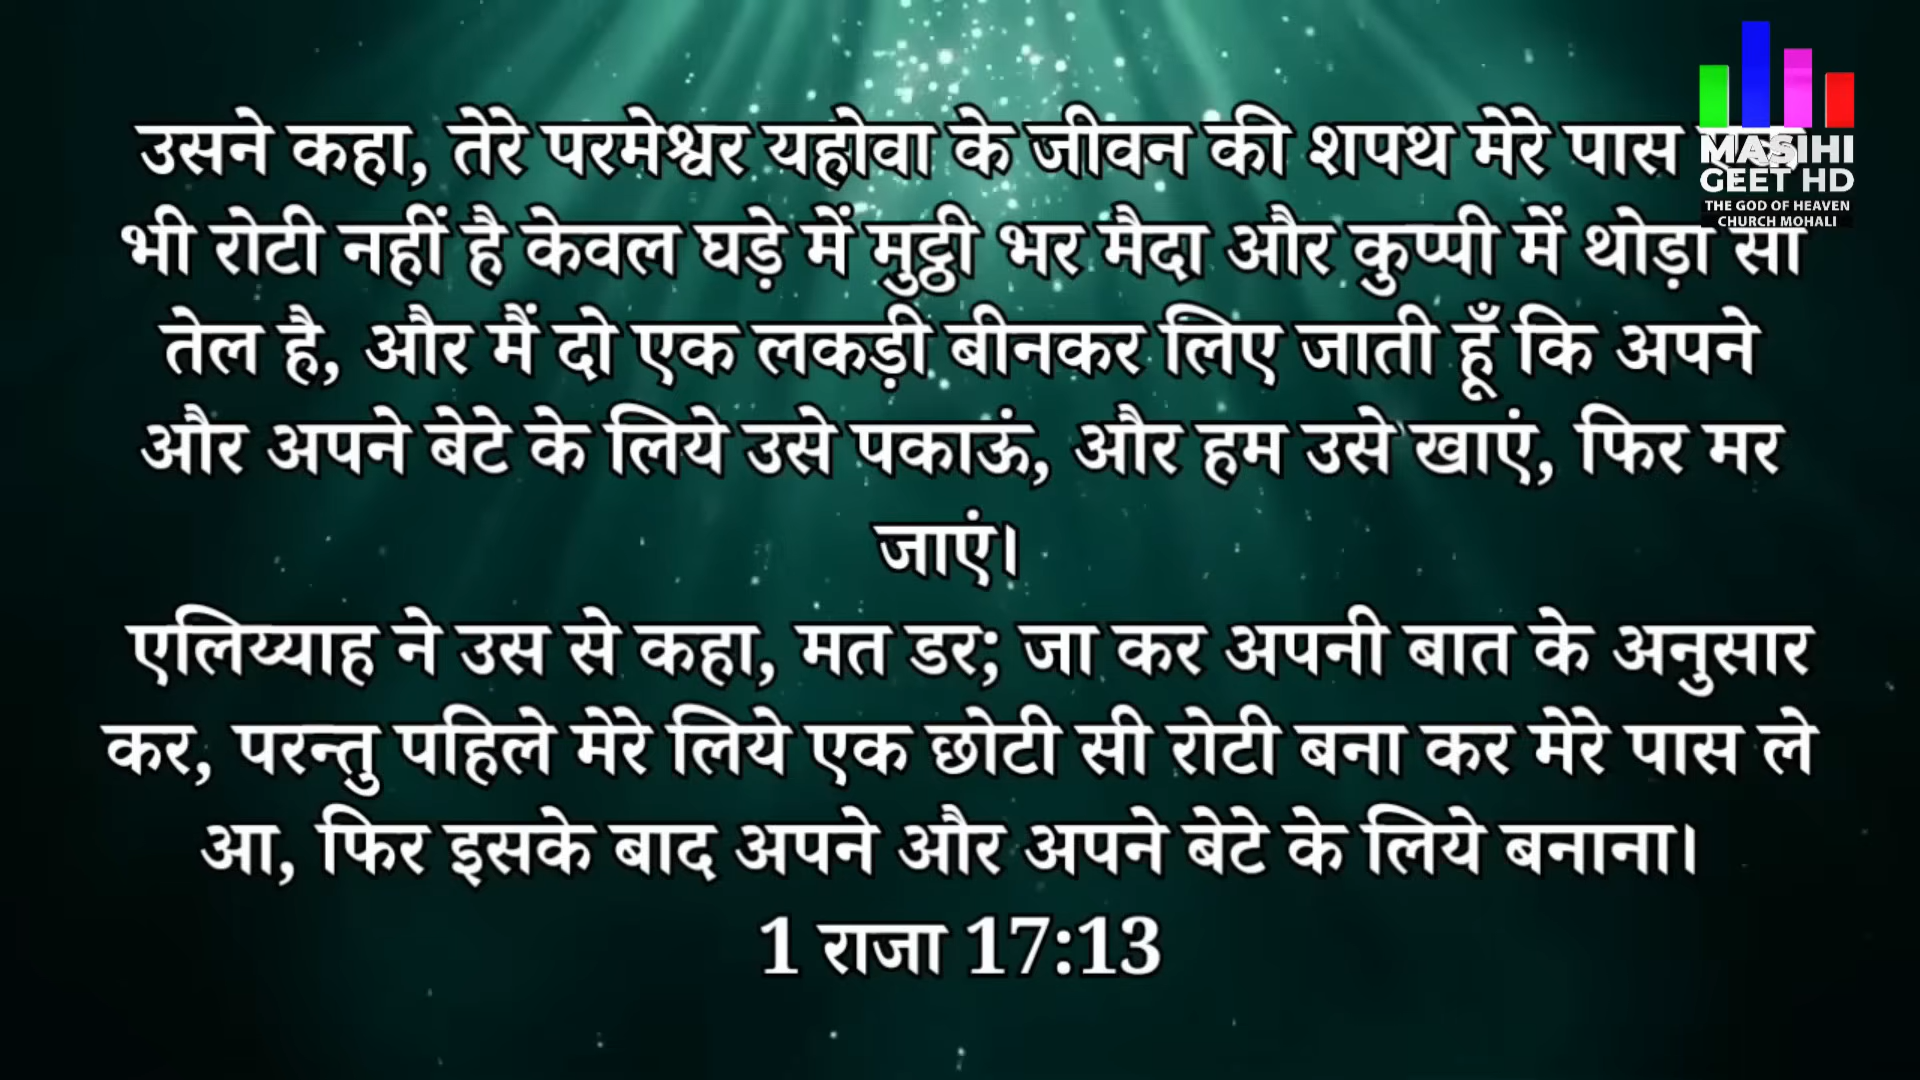 उसने कहा, तेरे परमेश्वर यहोवा के जीवन की शपथ मेरे पास
भी रोटी नहीं है केवल घड़े में मुट्ठी भर मैदा और कुप्पी में थोड़ा सा
तेल है, और मैं दो एक लकड़ी बीनकर लिए जाती हूँ कि अपने
और अपने बेटे के लिये उसे पकाऊं, और हम उसे खाएं, फिर मर
जाएं।
एलिय्याह ने उस से कहा, मत डर; जा कर अपनी बात के अनुसार
कर, परन्तु पहिले मेरे लिये एक छोटी सी रोटी बना कर मेरे पास ले
आ, फिर इसके बाद अपने और अपने बेटे के लिये बनाना।
1 राजा 17:13
MASIHI
GEET HD
THE GOD OF HEAVEN
CHURCH MOHALI